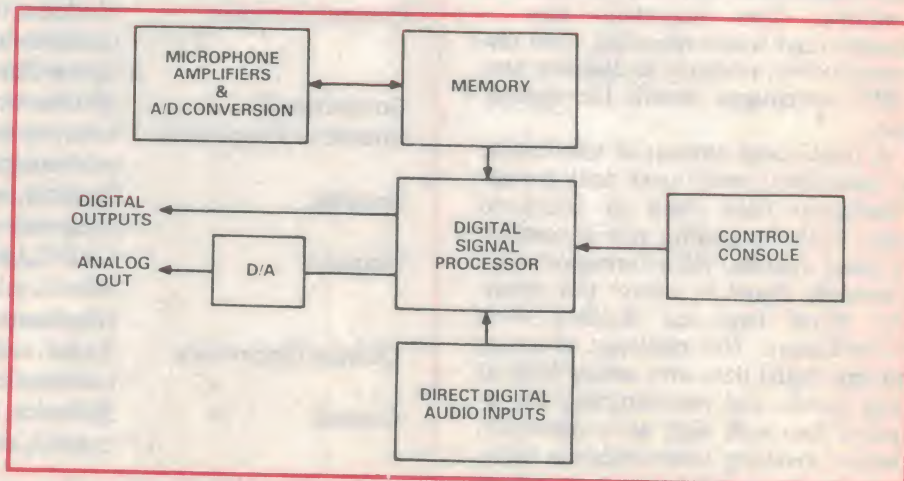 MICROPHONE
AMPLIFIERS
&
A/D CONVERSION
MEMORY
DIGITAL
OUTPUTS
ANALOG
OUT
D/A
DIGITAL
SIGNAL
PROCESSOR
CONTROL
CONSOLE
DIRECT DIGITAL
AUDIO INPUTS